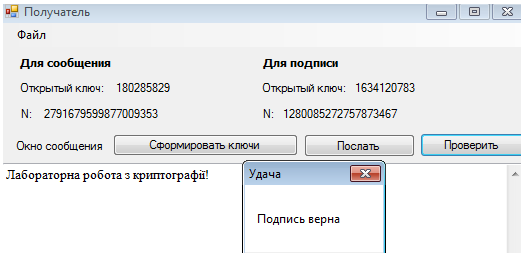 Получатель
Файл
Для сообщения Для подписи
Открытый ключ: 180285829 Открытый ключ: 1634120783
N: 2791679599877009353 N: 1280085272757873467
Окно сообщения Сформировать ключи Послать Проверить
Лабораторна робота з криптографії!
Удача
Подпись верна